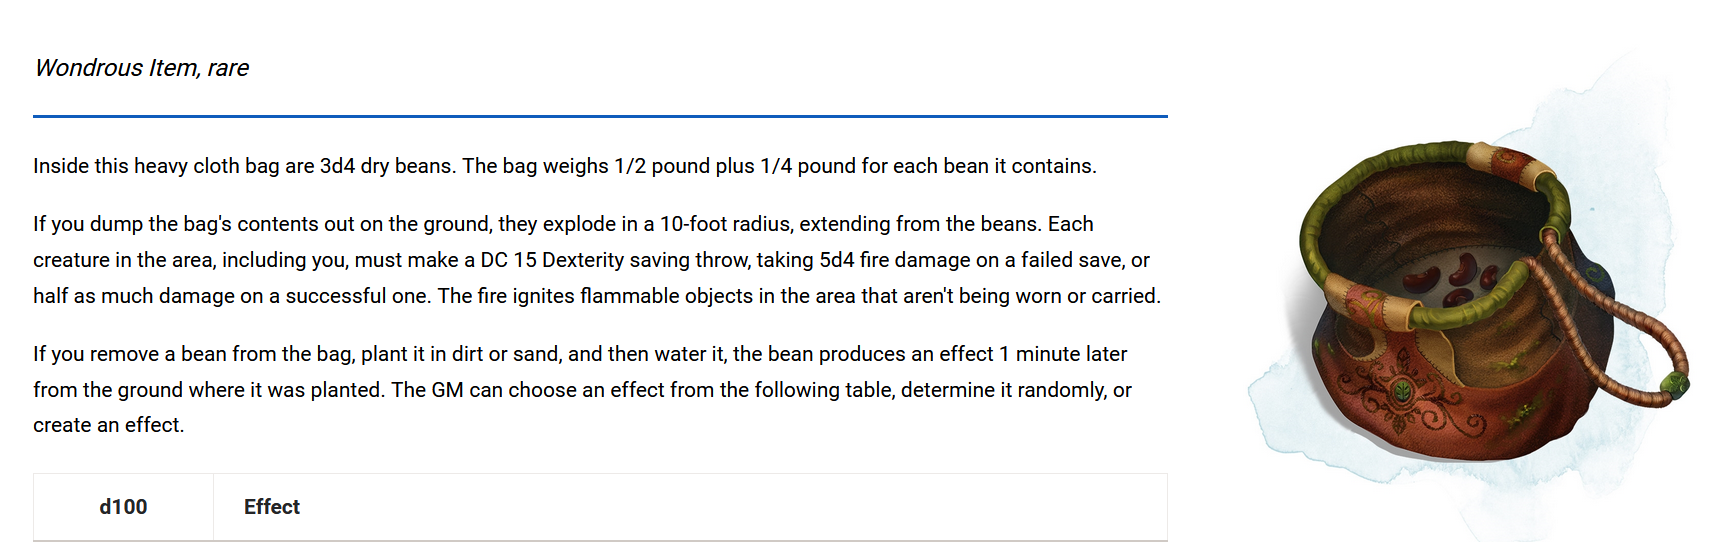 Wondrous Item, rare
Inside this heavy cloth bag are 3d4 dry beans. The bag weighs 1/2 pound plus 1/4 pound for each bean it contains.
If you dump the bag's contents out on the ground, they explode in a 10-foot radius, extending from the beans. Each
creature in the area, including you, must make a DC 15 Dexterity saving throw, taking 5d4 fire damage on a failed save, or
half as much damage on a successful one. The fire ignites flammable objects in the area that aren't being worn or carried.
If you remove a bean from the bag, plant it in dirt or sand, and then water it, the bean produces an effect 1 minute later
from the ground where it was planted. The GM can choose an effect from the following table, determine it randomly, or
create an effect.
d100 Effect